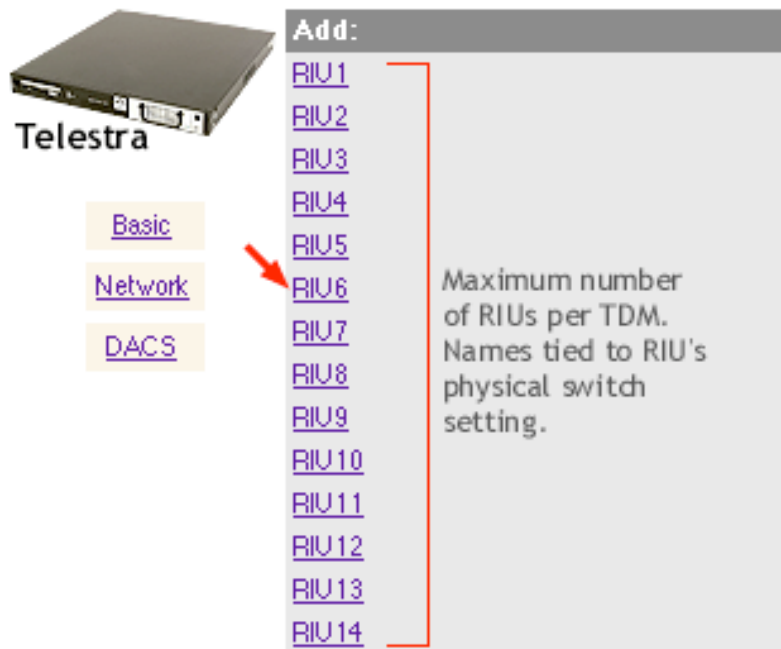 Telestra
Basic
Network
DACS
Add:
RIU1
RIU2
RIU3
RIU4
RIU5
RIU6
RIU7
RIU8
RIU9
RIU10
RIU11
RIU12
RIU13
RIU14
Maximum number
of RIUs per TDM.
Names tied to RIU's
physical switch
setting.